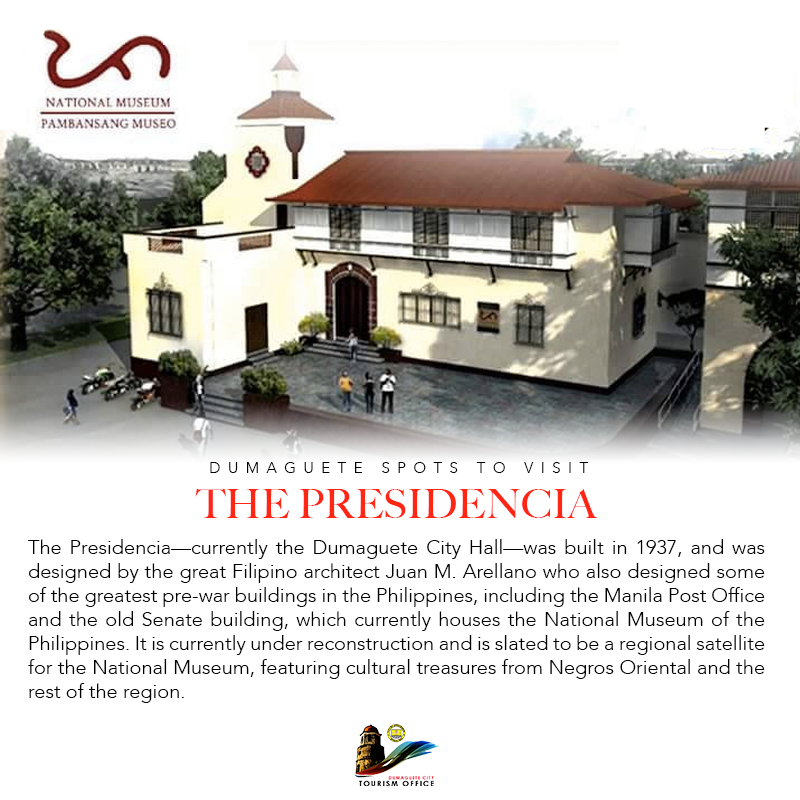 NATIONAL MUSEUM
PAMBANSANG MUSEO
DUMAGUETE SPOTS TO VISIT
THE PRESIDENCIA
The Presidencia—currently the Dumaguete City Hall—was built in 1937, and was
designed by the great Filipino architect Juan M. Arellano who also designed some
of the greatest pre-war buildings in the Philippines, including the Manila Post Office
and the old Senate building, which currently houses the National Museum of the
Philippines. It is currently under reconstruction and is slated to be a regional satellite
for the National Museum, featuring cultural treasures from Negros Oriental and the
rest of the region.
DUMAGUETE CITY
TOURISM OFFICE